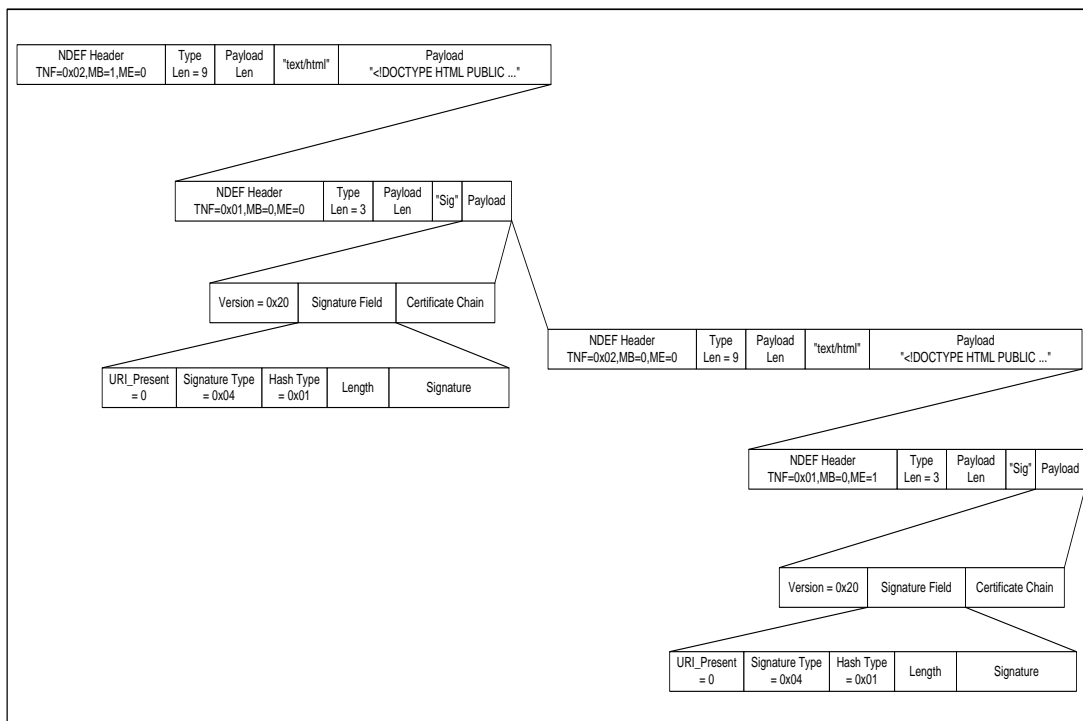 NDEF Header
TNF=0x02,MB=1,ME=0
Type
Len = 9
Payload
Len
"text/html"
Payload
"<!DOCTYPE HTML PUBLIC ..."
NDEF Header
TNF=0x01,MB=0,ME=0
Type
Len = 3
Payload
Len
"Sig"
Payload
Version = 0x20
Signature Field
Certificate Chain
URI_Present
= 0
Signature Type
= 0x04
Hash Type
= 0x01
Length
Signature
NDEF Header
TNF=0x02,MB=0,ME=0
Type
Len = 9
Payload
Len
"text/html"
Payload
"<!DOCTYPE HTML PUBLIC ..."
NDEF Header
TNF=0x01,MB=0,ME=1
Type
Len = 3
Payload
Len
"Sig"
Payload
Version = 0x20
Signature Field
Certificate Chain
URI_Present
= 0
Signature Type
= 0x04
Hash Type
= 0x01
Length
Signature